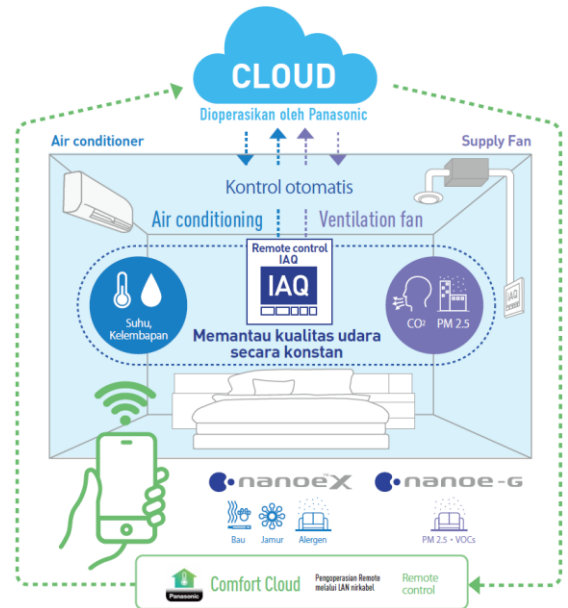 CLOUD
Dioperasikan oleh Panasonic
Air conditioner
Supply Fan
Kontrol otomatis
Air conditioning
Ventilation fan
Remote control
IAQ
IAQ
IAQ
Suhu,
Kelembapan
CO²
PM 2.5
Memantau kualitas udara
secara konstan
nanoe™X
nanoe-G
Bau
Jamur
Alergen
PM 2.5・VOCs
Panasonic
Comfort Cloud
Pengoperasian Remote
melalui LAN nirkabel
Remote
control